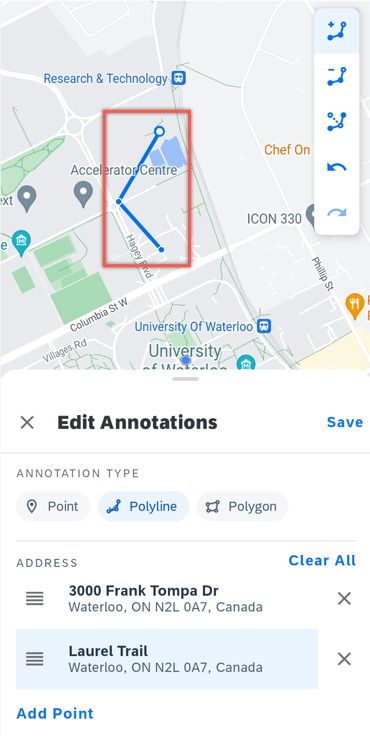 Research & Technology
Chef On
Accelerator Centre
ext
ICON 330
e
Hagey Blvd
Phillip St
Columbia St W
University Of Waterloo
Villages Rd
University
of Waterloo
Edit Annotations
Save
ANNOTATION TYPE
Point
Polyline
Polygon
ADDRESS
Clear All
3000 Frank Tompa Dr
Waterloo, ON N2L 0A7, Canada
Laurel Trail
Waterloo, ON N2L 0A7, Canada
Add Point